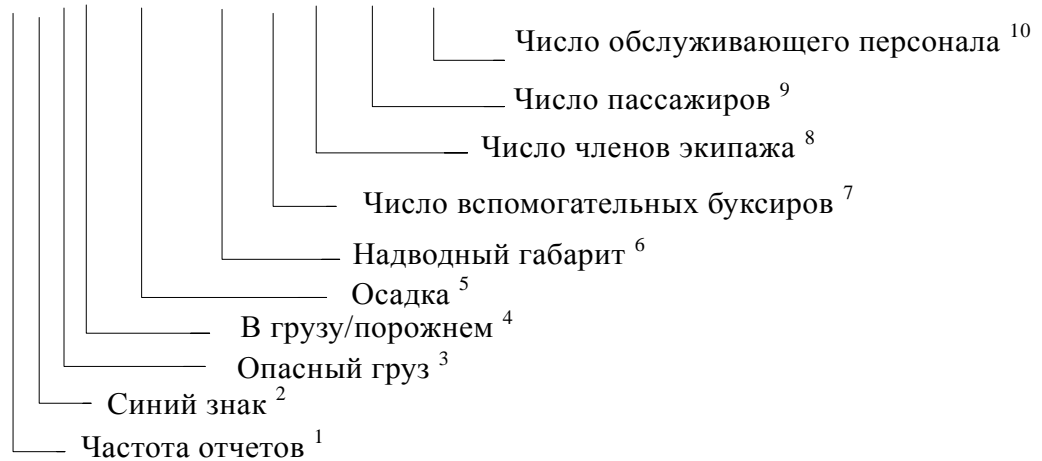 Число обслуживающего персонала 10
Число пассажиров 9
Число членов экипажа 8
Число вспомогательных буксиров 7
Надводный габарит 6
Осадка 5
В грузу/порожнем 4
Опасный груз 3
Синий знак 2
Частота отчетов 1